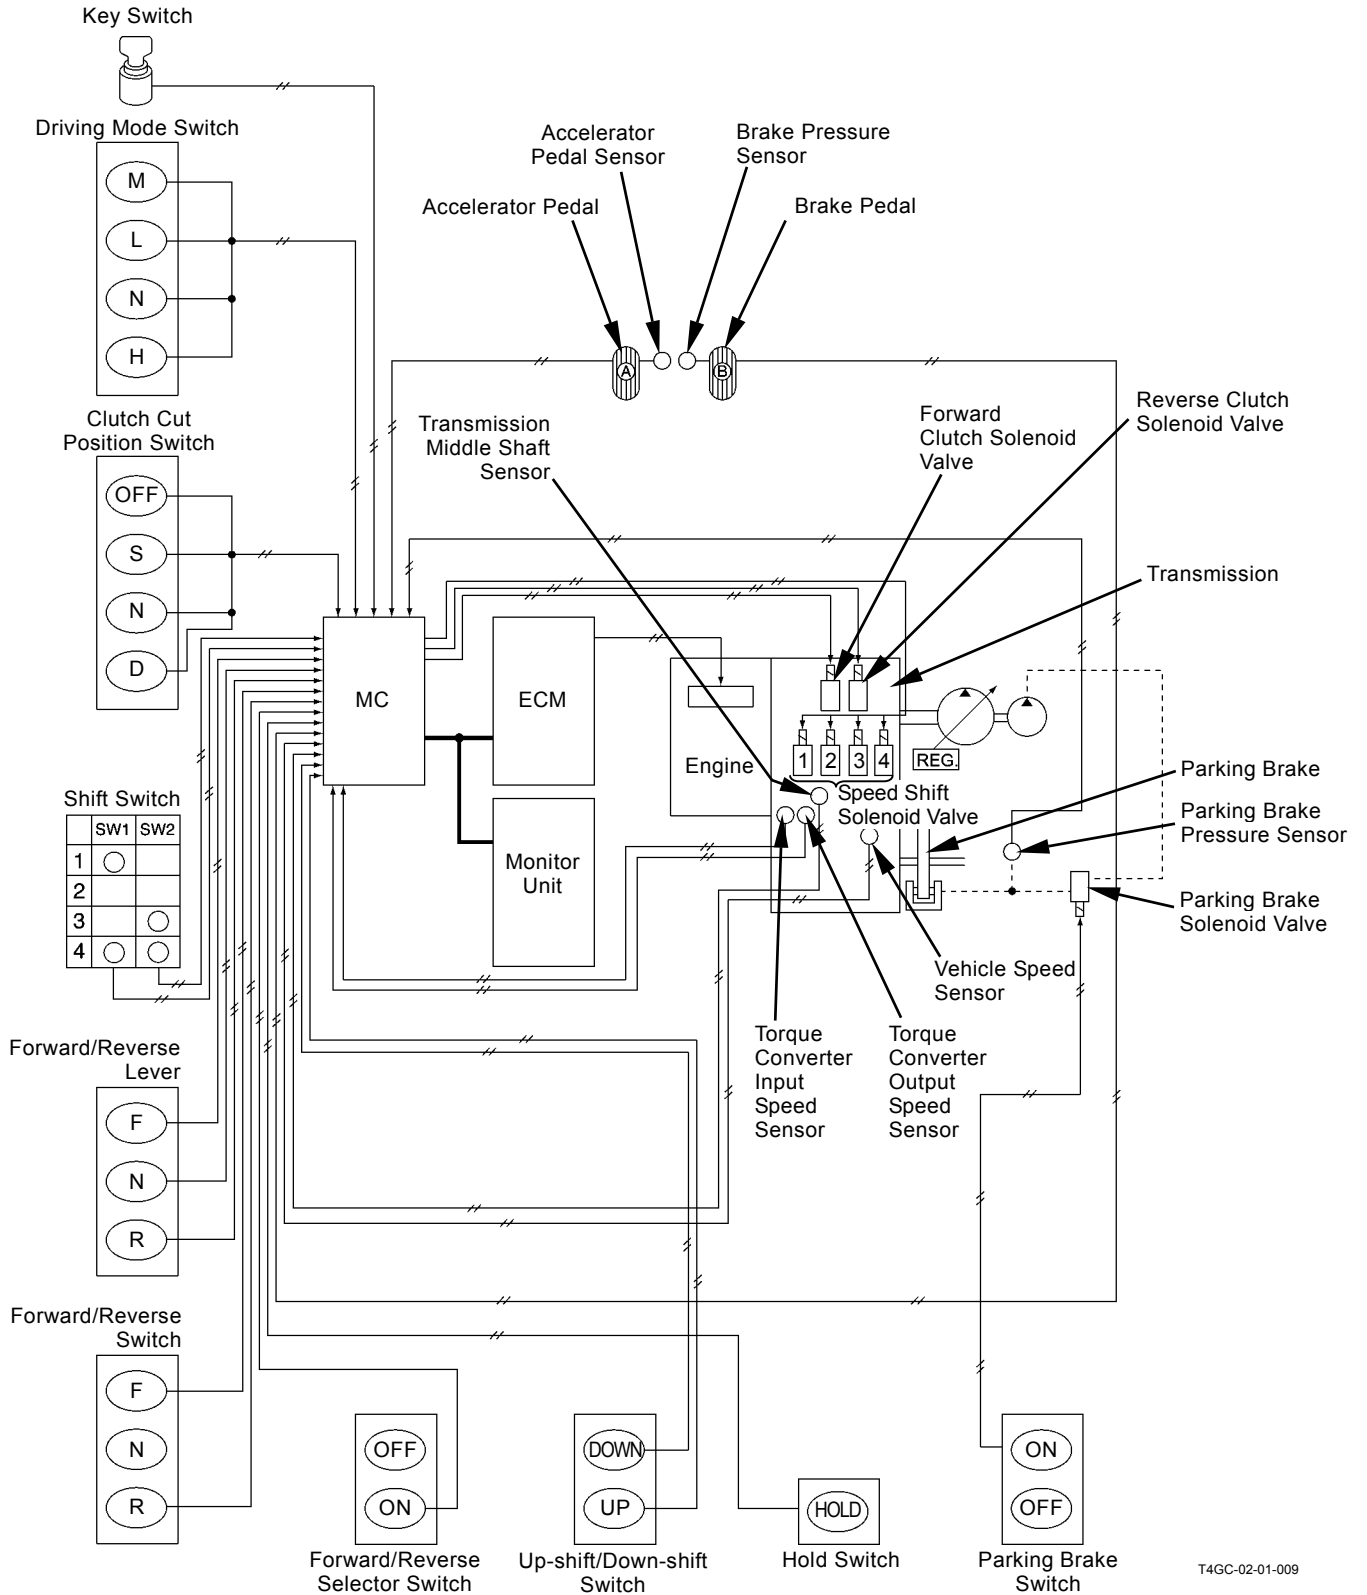 Key Switch
Driving Mode Switch
M
L
N
H
Clutch Cut
Position Switch
OFF
S
N
D
Accelerator
Pedal Sensor
Brake Pressure
Sensor
Accelerator Pedal
Brake Pedal
A
B
Transmission
Middle Shaft
Sensor
Forward
Clutch Solenoid
Valve
Reverse Clutch
Solenoid Valve
Transmission
MC
ECM
Monitor
Unit
Engine
1 2 3 4
REG.
Speed Shift
Solenoid Valve
Parking Brake
Parking Brake
Pressure Sensor
Parking Brake
Solenoid Valve
Vehicle Speed
Sensor
Torque
Converter
Input
Speed
Sensor
Torque
Converter
Output
Speed
Sensor
Shift Switch
SW1 SW2
1
2
3
4
Forward/Reverse
Lever
F
N
R
Forward/Reverse
Switch
F
N
R
OFF
ON
Forward/Reverse
Selector Switch
DOWN
UP
Up-shift/Down-shift
Switch
HOLD
Hold Switch
ON
OFF
Parking Brake
Switch
T4GC-02-01-009